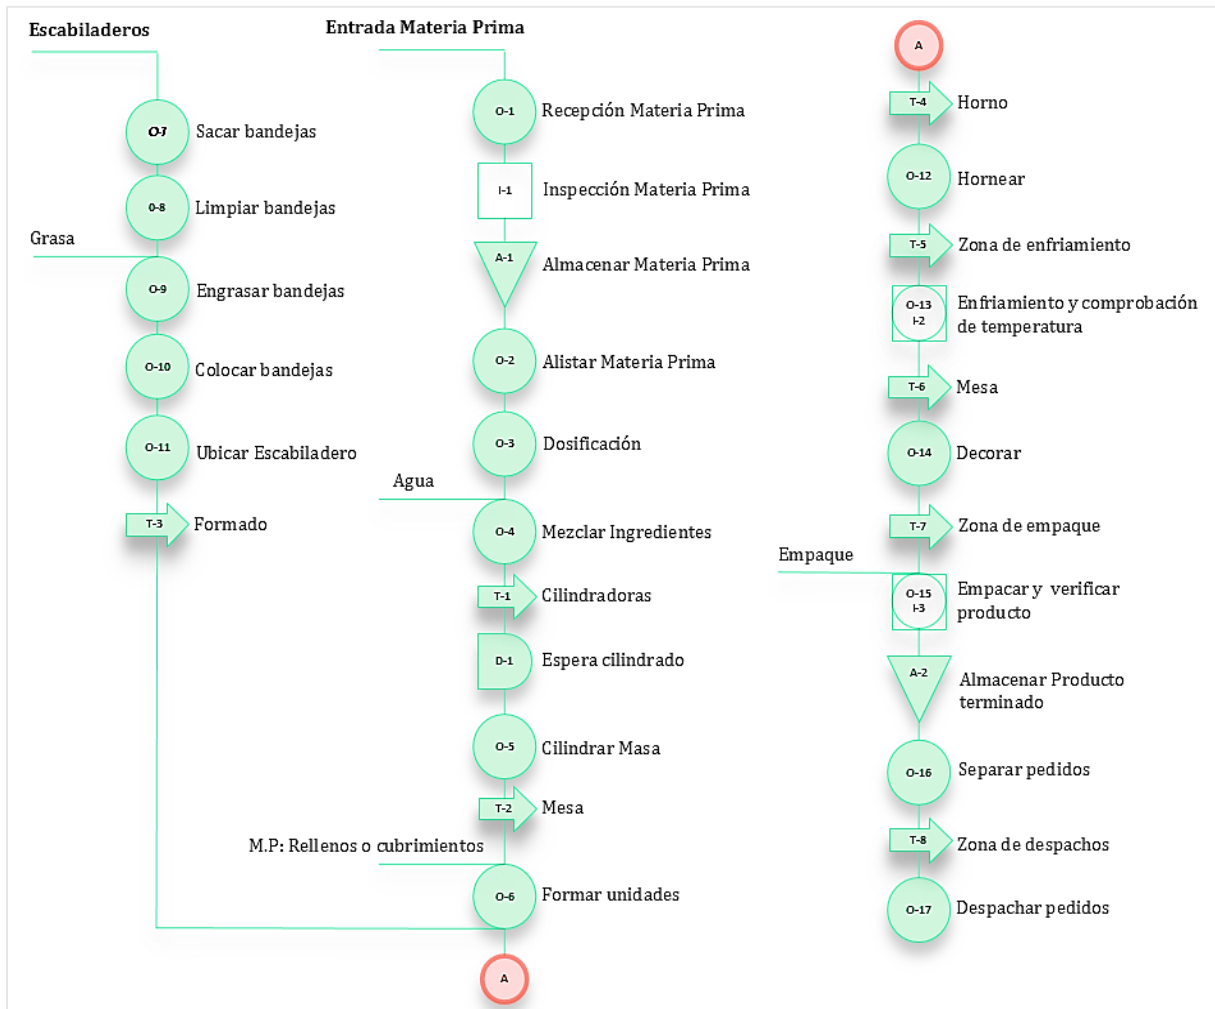 Escabiladeros
O-7
Sacar bandejas
0-8
Limpiar bandejas
Grasa
O-9
Engrasar bandejas
O-10
Colocar bandejas
O-11
Ubicar Escabiladero
T-3
Formado
Entrada Materia Prima
O-1
Recepción Materia Prima
I-1
Inspección Materia Prima
A-1
Almacenar Materia Prima
O-2
Alistar Materia Prima
O-3
Dosificación
Agua
O-4
Mezclar Ingredientes
T-1
Cilindradoras
D-1
Espera cilindrado
O-5
Cilindrar Masa
T-2
Mesa
M.P: Rellenos o cubrimientos
O-6
Formar unidades
A
A
T-4
Horno
O-12
Hornear
T-5
Zona de enfriamiento
O-13
I-2
Enfriamiento y comprobación
de temperatura
T-6
Mesa
O-14
Decorar
T-7
Zona de empaque
Empaque
O-15
I-3
Empacar y verificar
producto
A-2
Almacenar Producto
terminado
O-16
Separar pedidos
T-8
Zona de despachos
O-17
Despachar pedidos